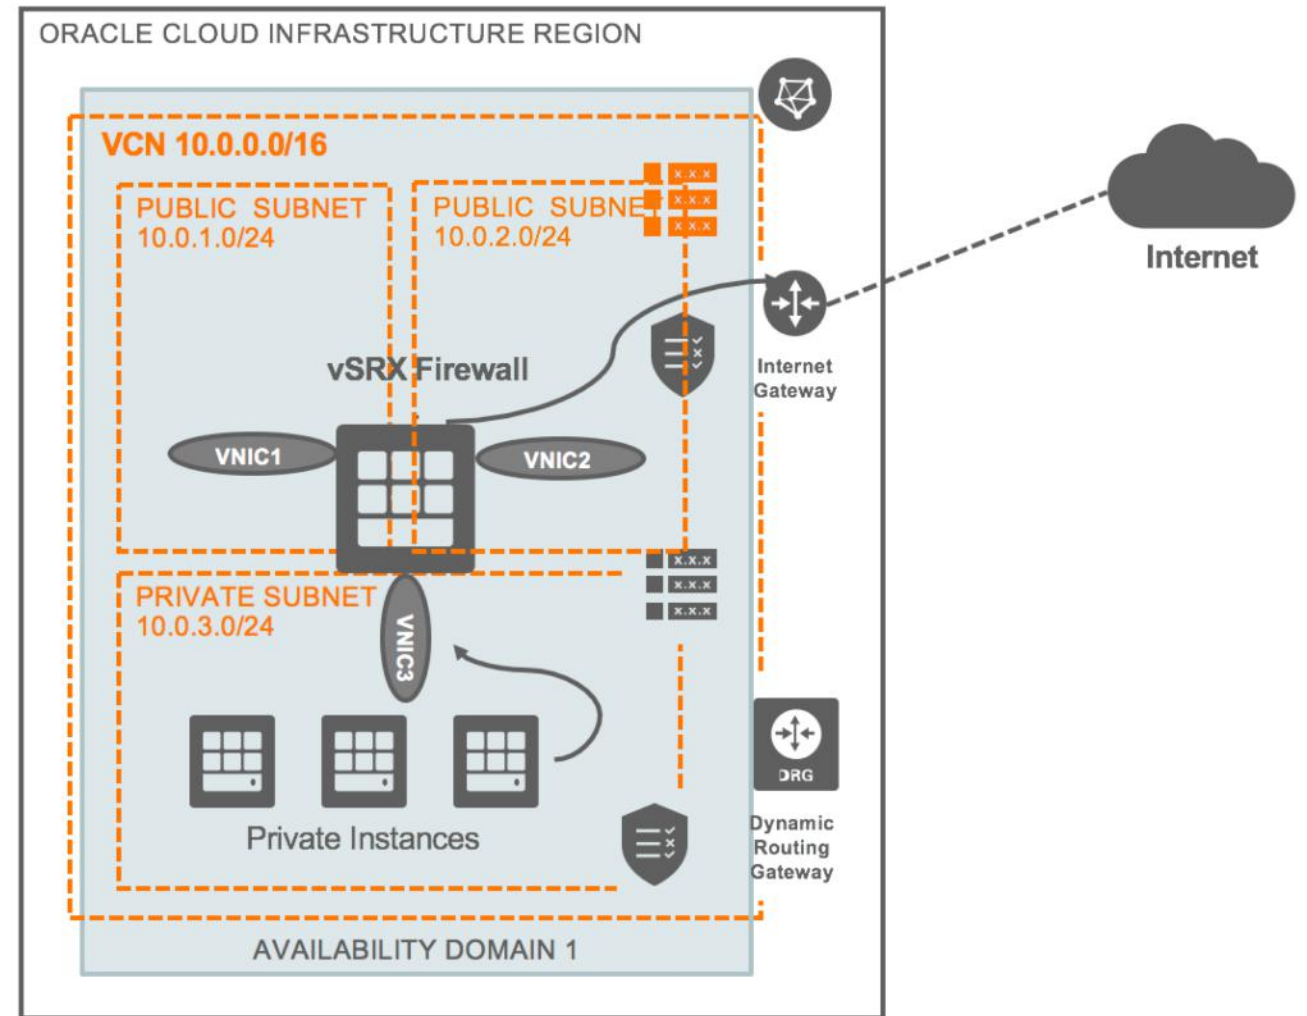 ORACLE CLOUD INFRASTRUCTURE REGION
VCN 10.0.0.0/16
PUBLIC SUBNET
10.0.1.0/24
PUBLIC SUBNET
10.0.2.0/24
x.x.x
x.x.x
x.x.x
Internet
Internet
Gateway
vSRX Firewall
VNIC1
VNIC2
x.x.x
x.x.x
x.x.x
PRIVATE SUBNET
10.0.3.0/24
VNIC3
DRG
Dynamic
Routing
Gateway
Private Instances
AVAILABILITY DOMAIN 1